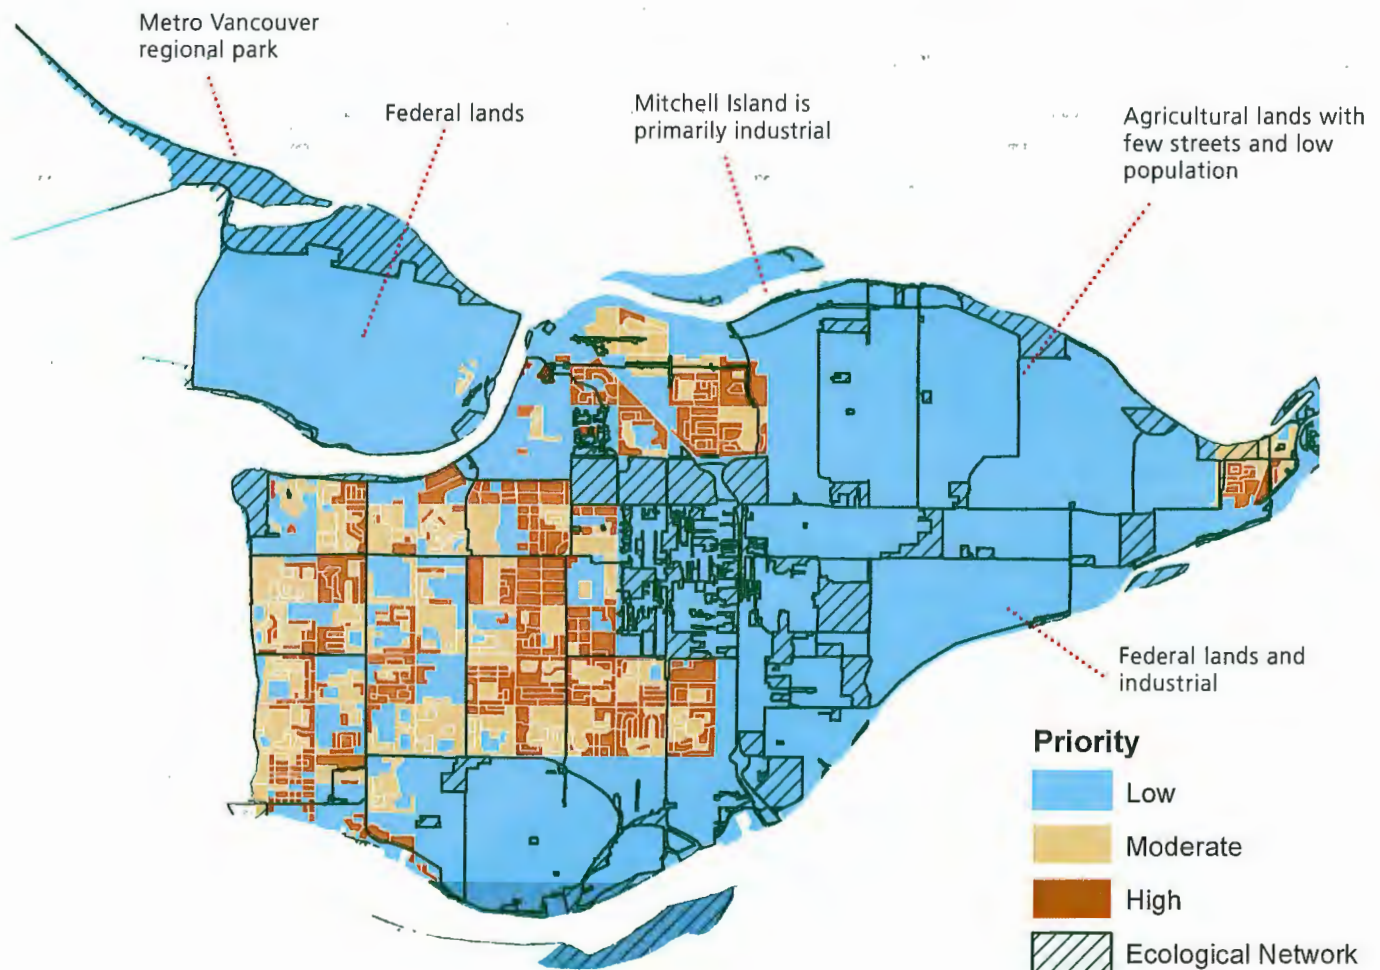 Metro Vancouver
regional park
Federal lands
Mitchell Island is
primarily industrial
Agricultural lands with
few streets and low
population
Federal lands and
industrial
Priority
Low
Moderate
High
Ecological Network